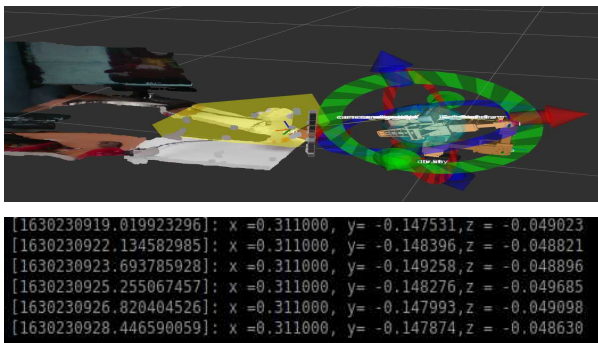 [1630230919.019923296]: x =0.311000, y= -0.147531,z = -0.049023
[1630230922.134582985]: x =0.311000, y= -0.148396,z = -0.048821
[1630230923.693785928]: x =0.311000, y= -0.149258,z = -0.048896
[1630230925.255067457]: x =0.311000, y= -0.148276,z = -0.049685
[1630230926.820404526]: x =0.311000, y= -0.147993,z = -0.049098
[1630230928.446590059]: x =0.311000, y= -0.147874,z = -0.048630